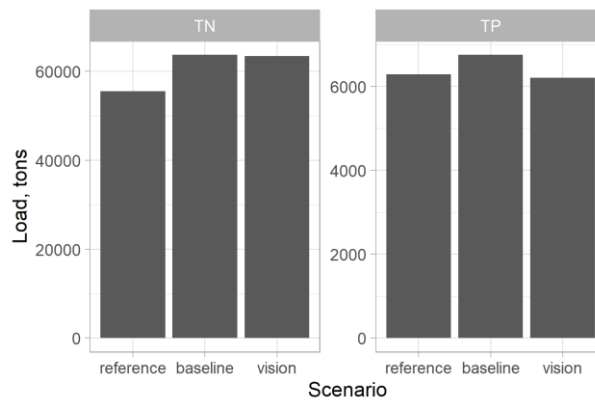 TN
TP
Load, tons
60000
40000
20000
0
6000
4000
2000
0
reference baseline vision
reference baseline vision
Scenario